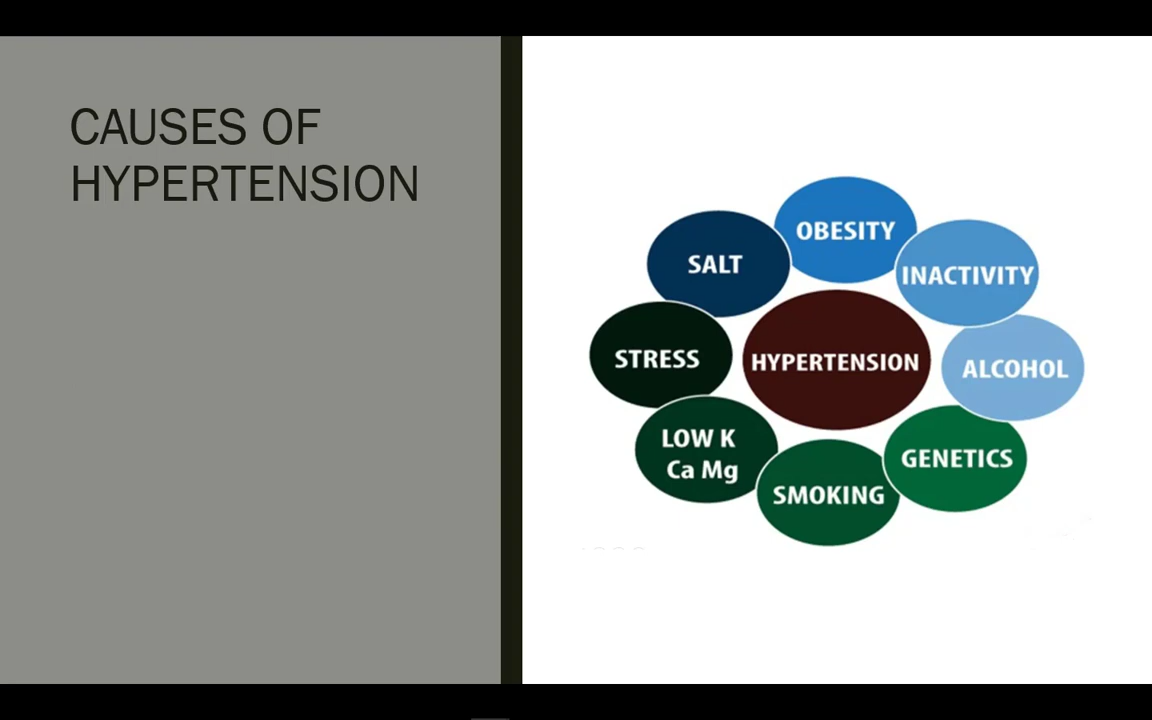 CAUSES OF
HYPERTENSION
OBESITY
SALT
INACTIVITY
STRESS
HYPERTENSION
ALCOHOL
LOW K
Ca Mg
GENETICS
SMOKING